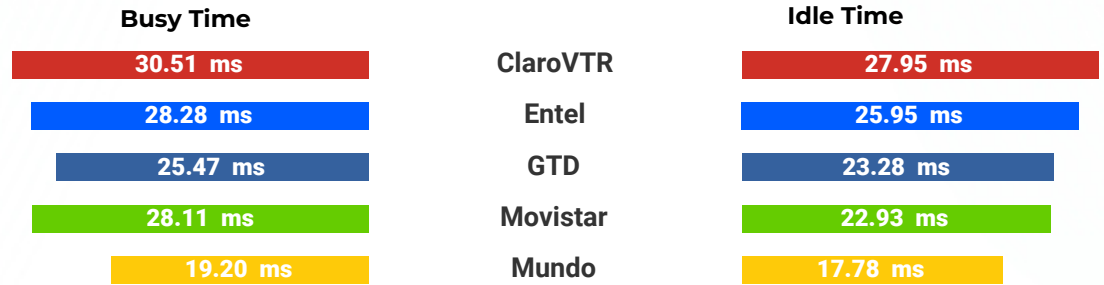 Busy Time Idle Time
30.51 ms ClaroVTR 27.95 ms
28.28 ms Entel 25.95 ms
25.47 ms GTD 23.28 ms
28.11 ms Movistar 22.93 ms
19.20 ms Mundo 17.78 ms